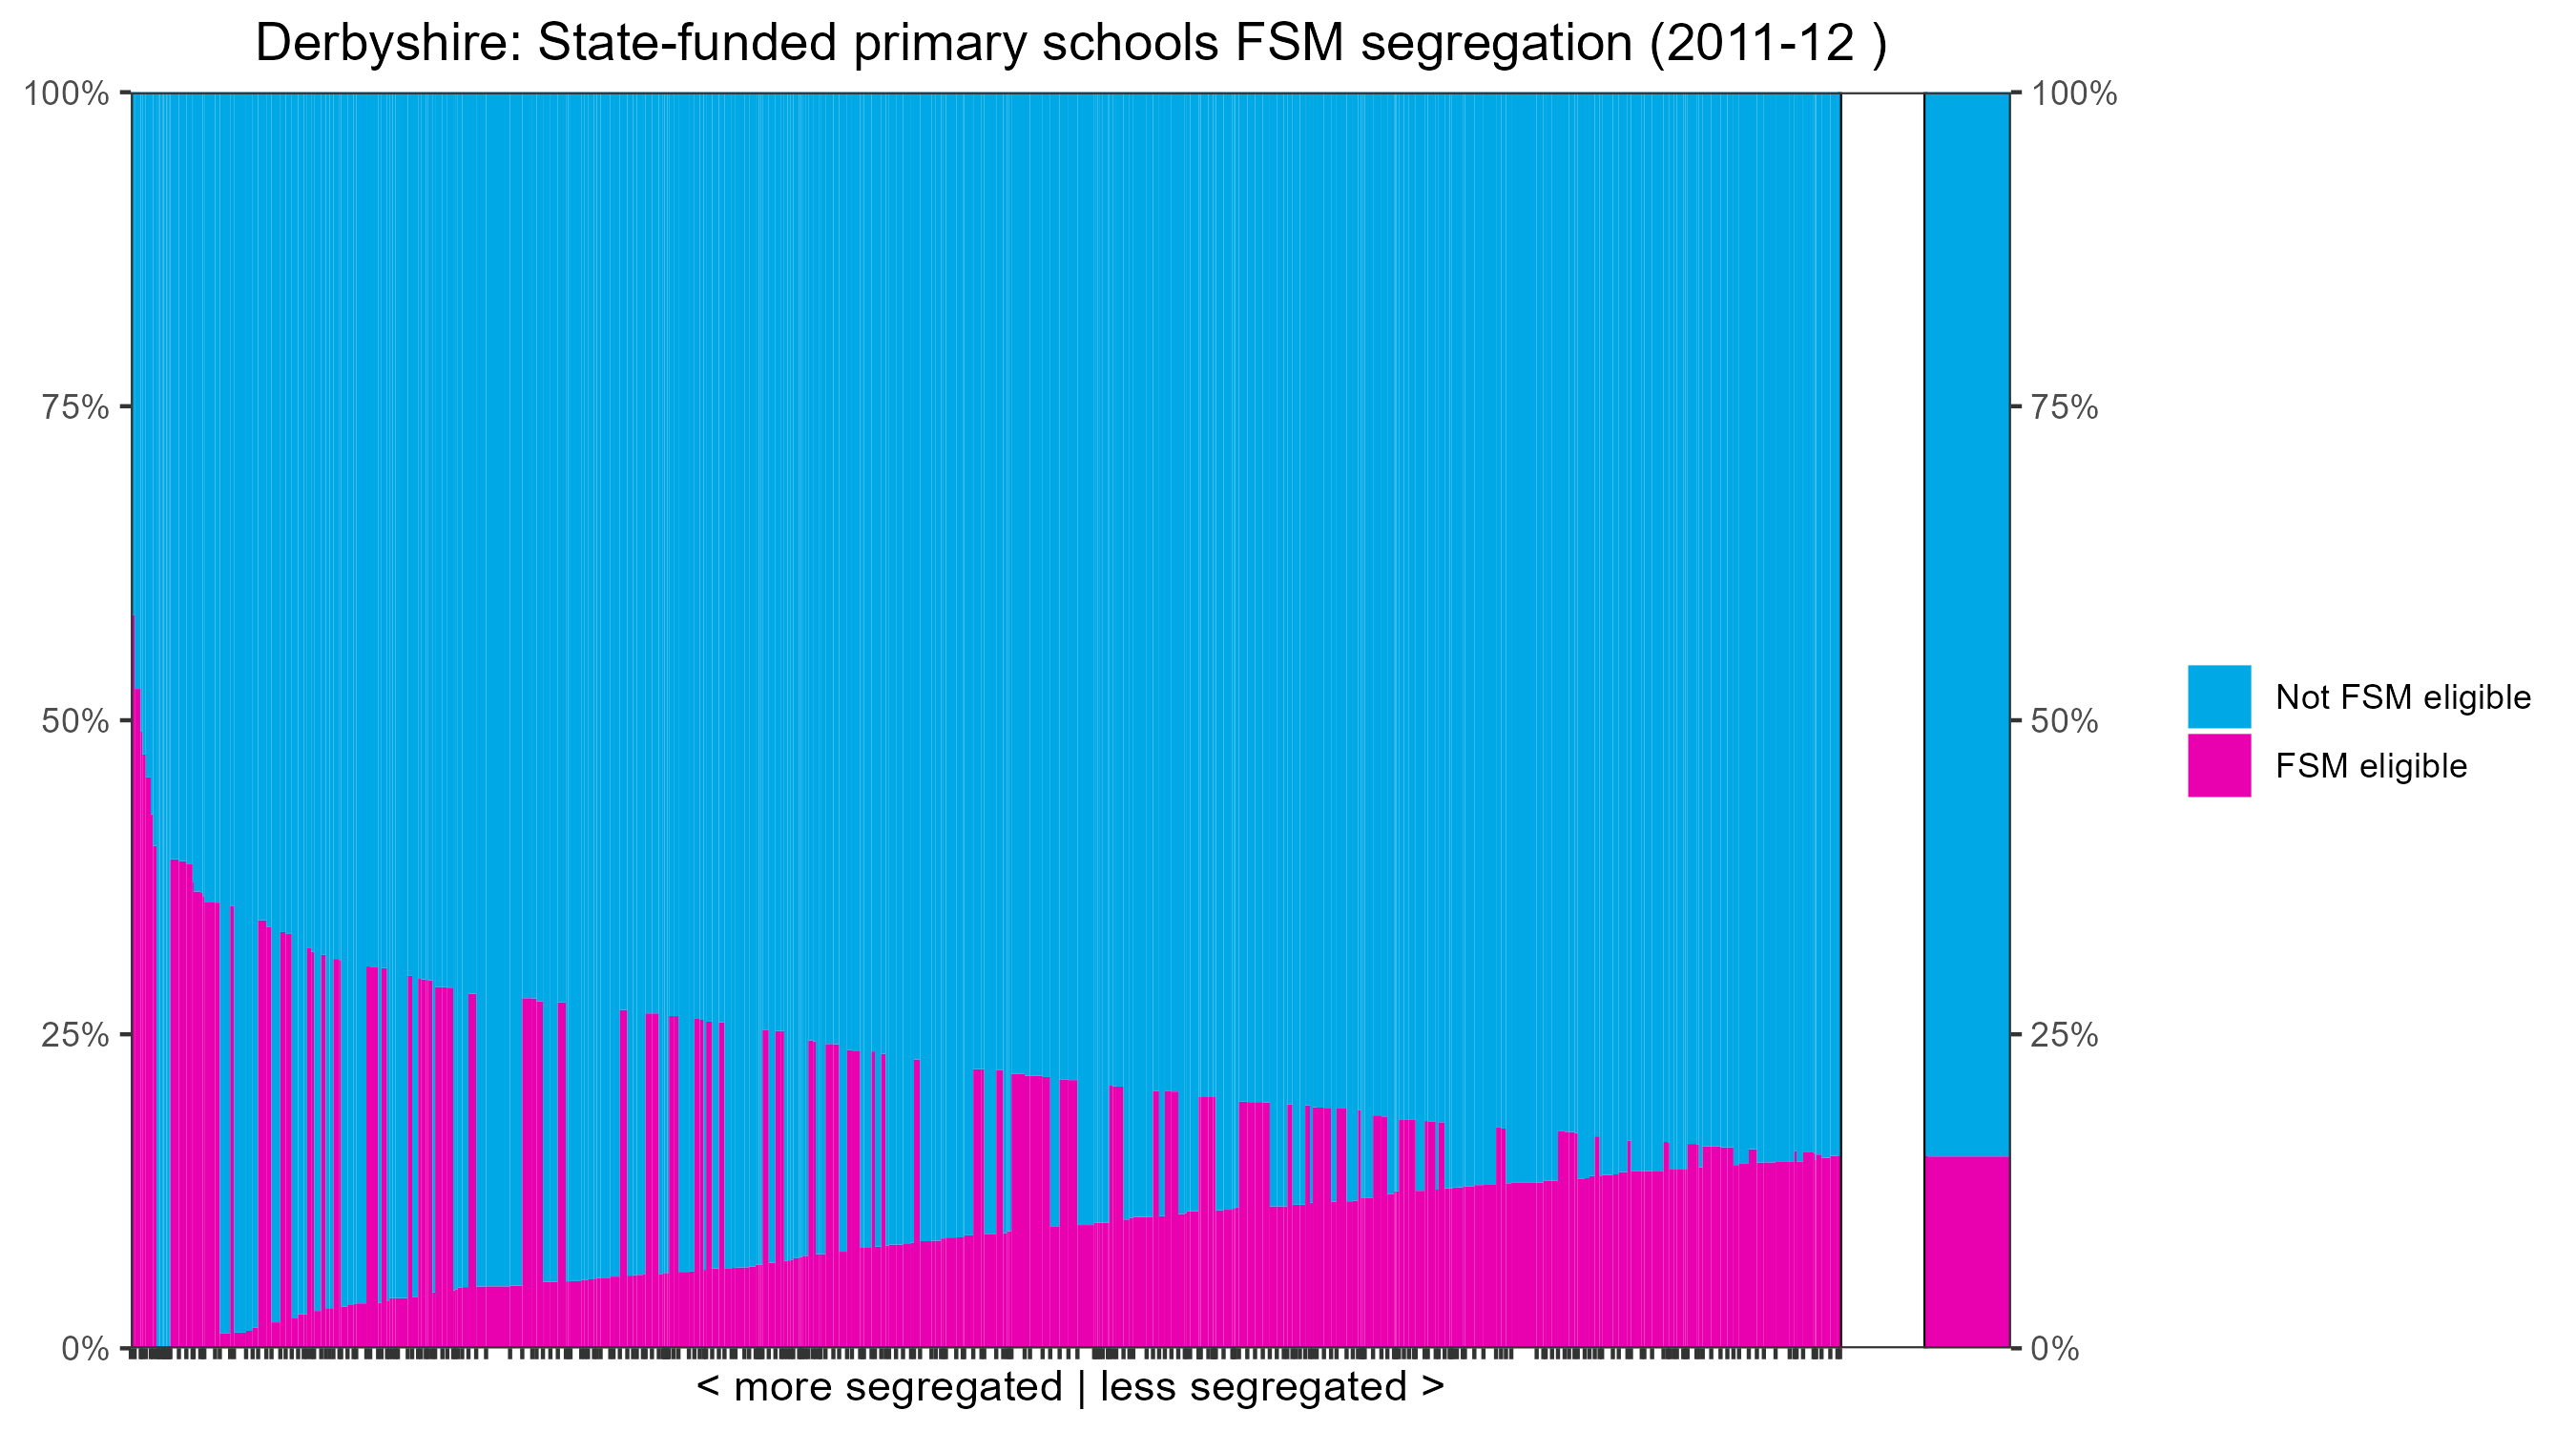 Derbyshire: State-funded primary schools FSM segregation (2011-12 )
100%
75%
50%
25%
0%
100%
75%
50%
25%
0%
Not FSM eligible
FSM eligible
< more segregated | less segregated >